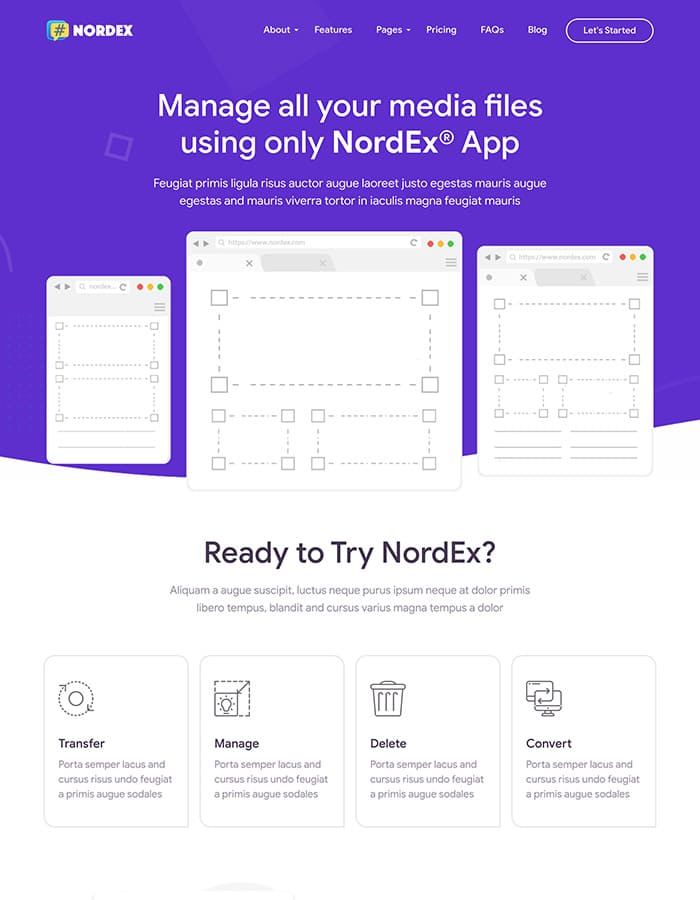 # NORDEX
About Features Pages Pricing FAQs Blog Let's Started
Manage all your media files
using only NordEx® App
Feugiat primis ligula risus auctor augue laoreet justo egestas mauris augue
egestas and mauris viverra tortor in iaculis magna feugiat mauris
https://www.nordex.com
https://www.nordex.com
nordex...
Ready to Try NordEx?
Aliquam a augue suscipit, luctus neque purus ipsum neque at dolor primis
libero tempus, blandit and cursus varius magna tempus a dolor
Transfer
Porta semper lacus and
cursus risus undo feugiat
a primis augue sodales
Manage
Porta semper lacus and
cursus risus undo feugiat
a primis augue sodales
Delete
Porta semper lacus and
cursus risus undo feugiat
a primis augue sodales
Convert
Porta semper lacus and
cursus risus undo feugiat
a primis augue sodales